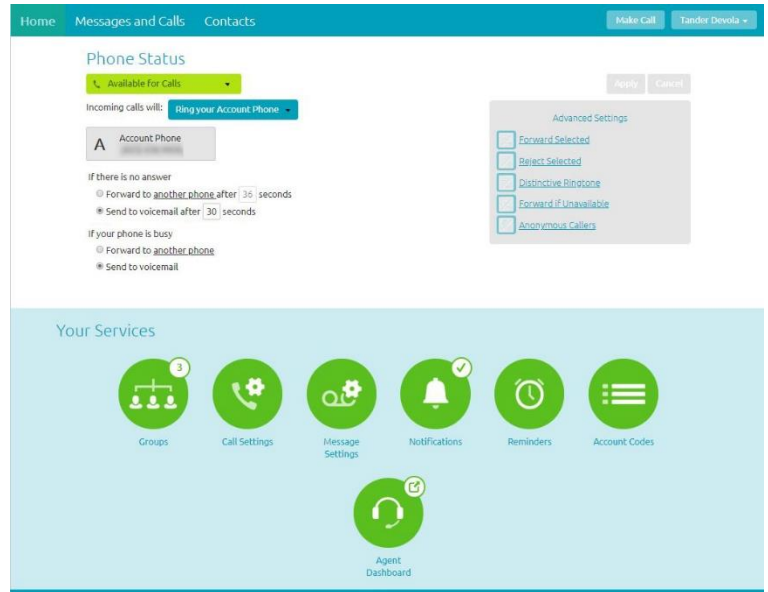 Home Messages and Calls Contacts Make Call Tander Devola
Phone Status
Available for Calls
Apply Cancel
Incoming calls will: Ring your Account Phone
A Account Phone
If there is no answer
Forward to another phone after 36 seconds
Send to voicemail after 30 seconds
If your phone is busy
Forward to another phone
Send to voicemail
Advanced Settings
Forward Selected
Reject Selected
Distinctive Ringtone
Forward if Unavailable
Anonymous Callers
Your Services
3
Groups
Call Settings
Message
Settings
Notifications
Reminders
Account Codes
Agent
Dashboard